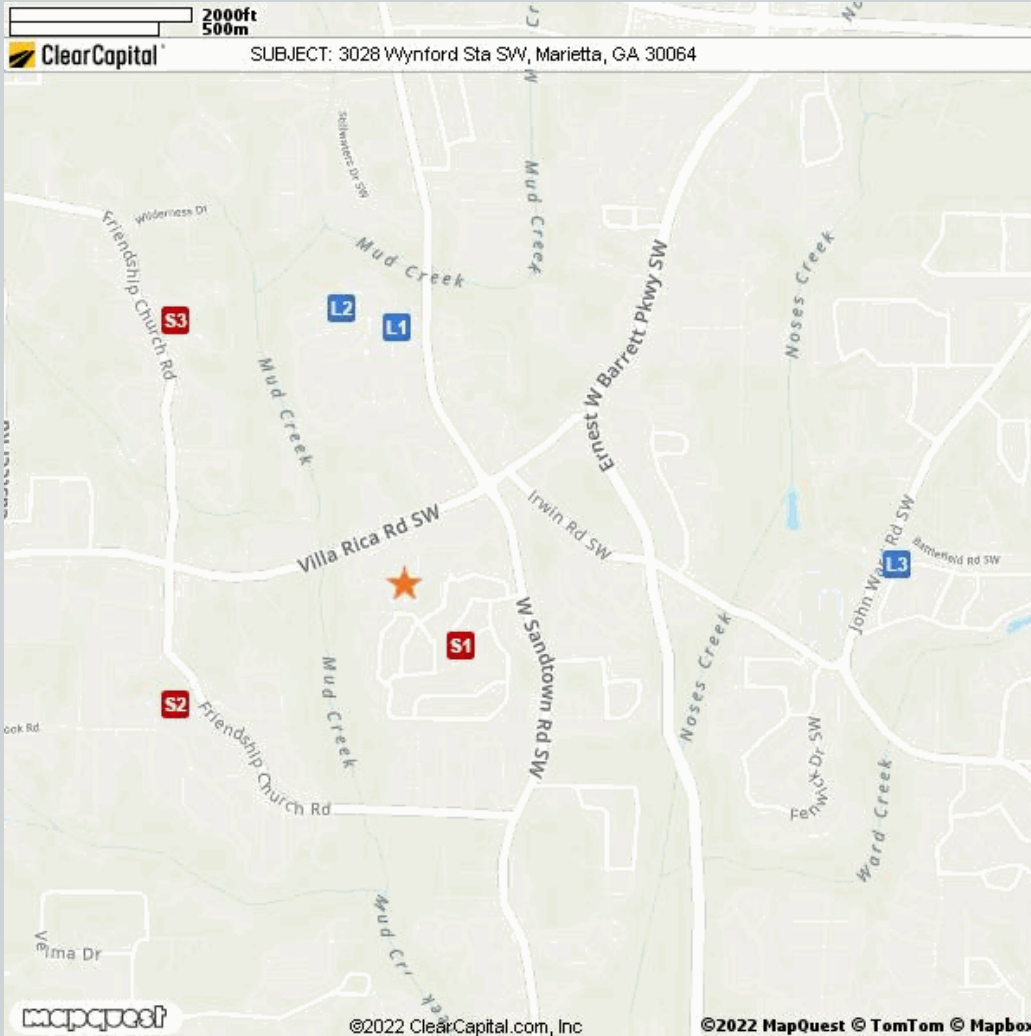 2000ft
500m
ClearCapital
SUBJECT: 3028 Wynford Sta SW, Marietta, GA 30064
Stillwaters Dr SW
Wilderness Dr
Mud Creek
Mud Creek
Friendship Church Rd
Ernest W Barrett Pkwy SW
Noses Creek
S3
L2
L1
Mud Creek
Irwin Rd SW
Villa Rica Rd SW
John Ward Rd SW
Battlefield Rd SW
L3
W Sandtown Rd SW
S1
Noses Creek
Mud Creek
S2
ook Rd
Friendship Church Rd
Fenwick Dr SW
Ward Creek
Velma Dr
Mud Cr
mapquest
©2022 ClearCapital.com, Inc
©2022 MapQuest © TomTom © Mapbox